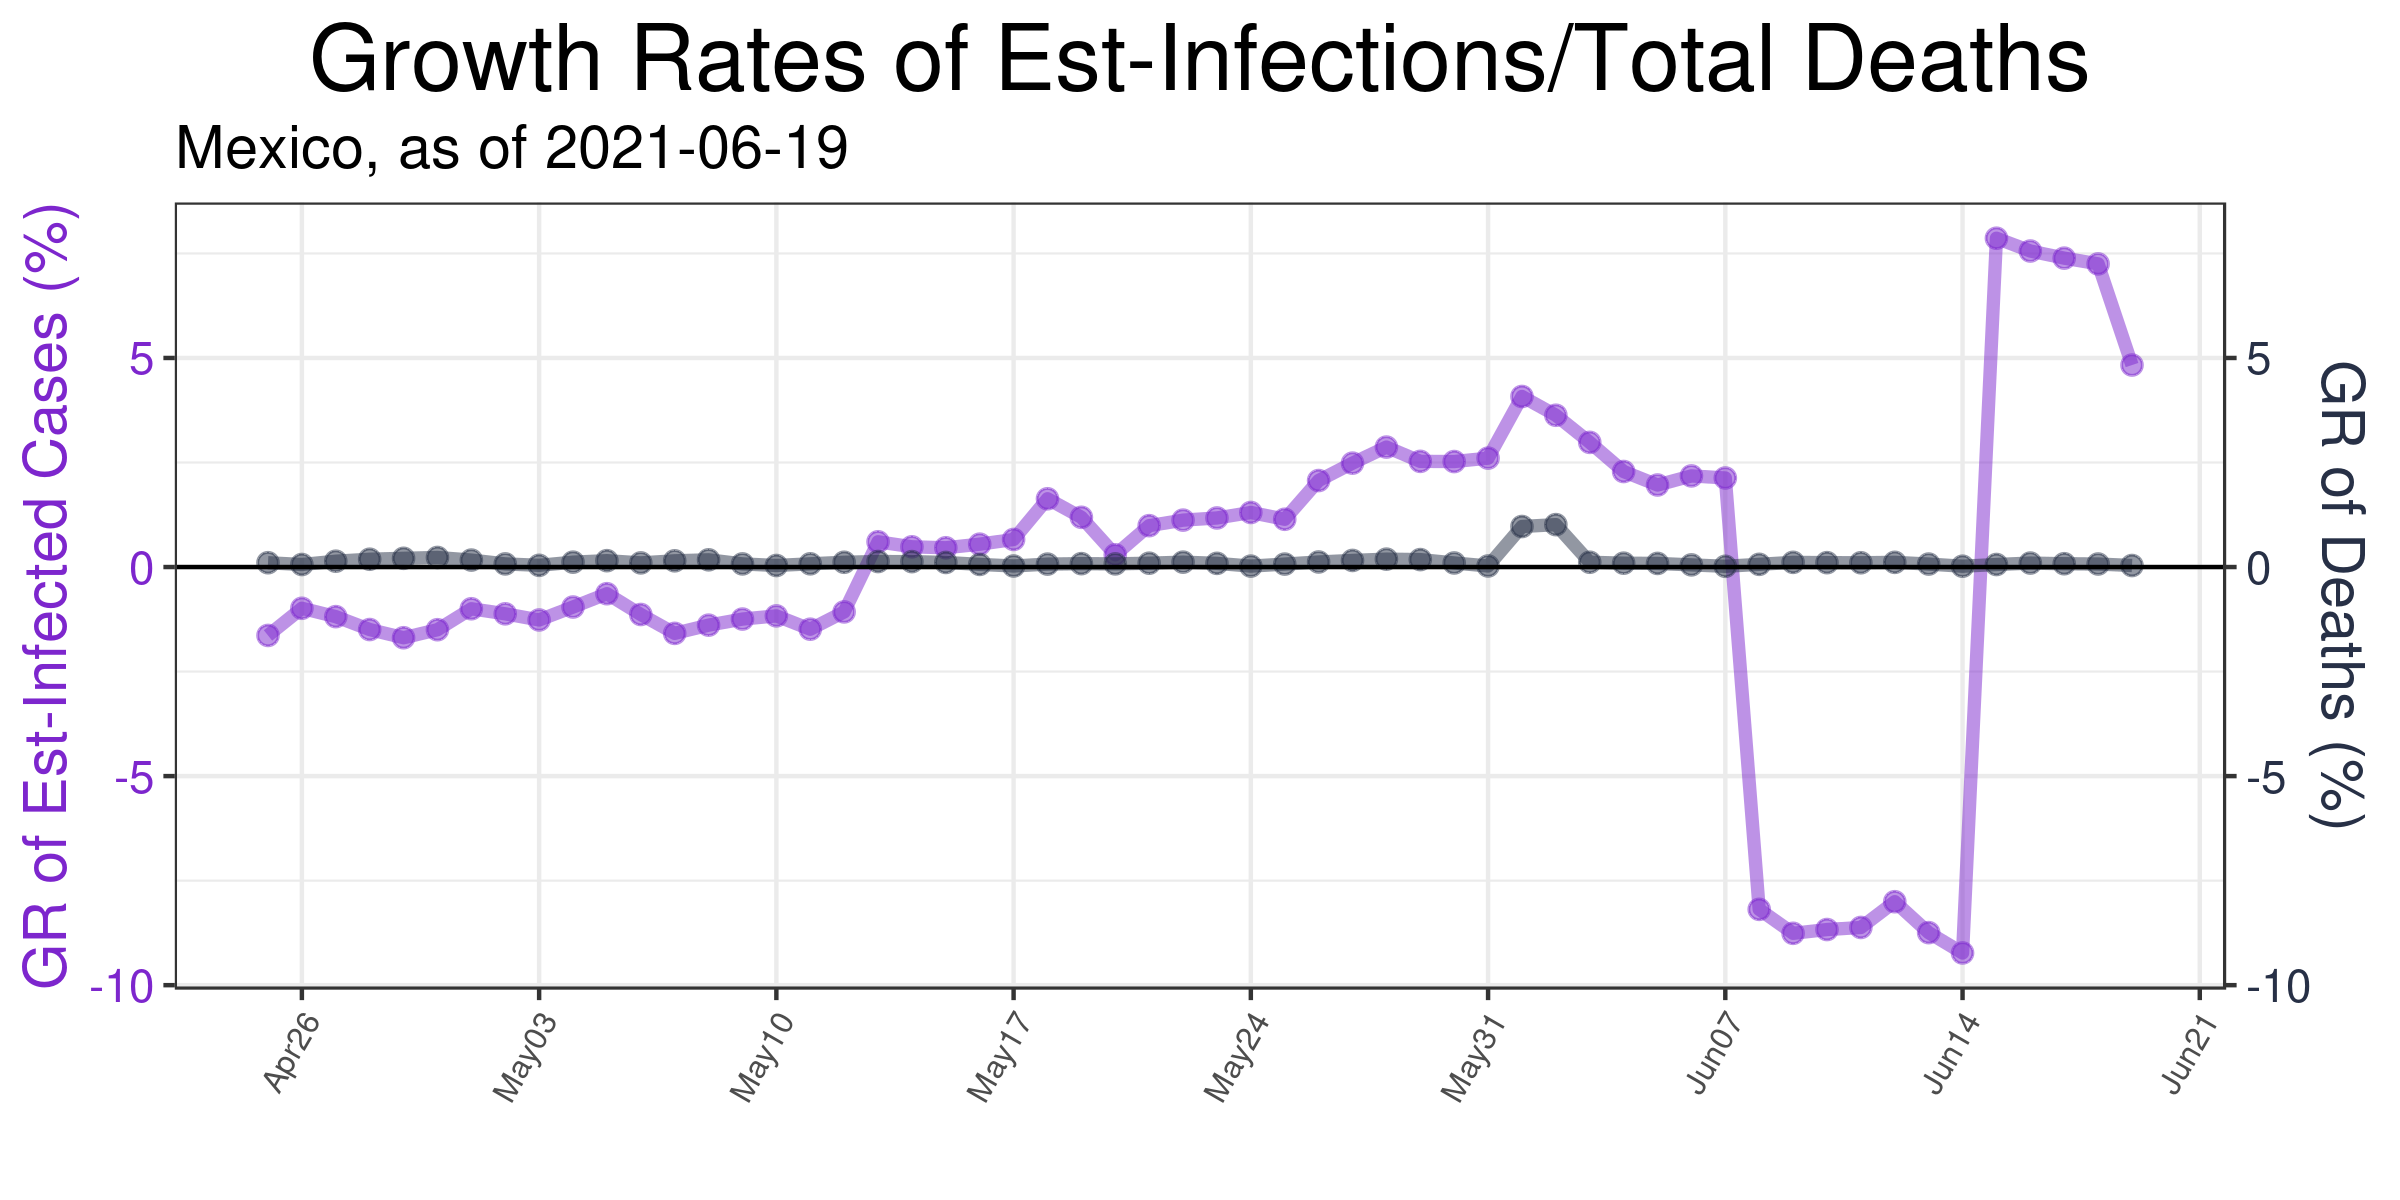 Growth Rates of Est-Infections/Total Deaths
Mexico, as of 2021-06-19
GR of Est-Infected Cases (%)
5
0
-5
-10
5
0
-5
-10
GR of Deaths (%)
Apr26
May03
May10
May17
May24
May31
Jun07
Jun14
Jun21